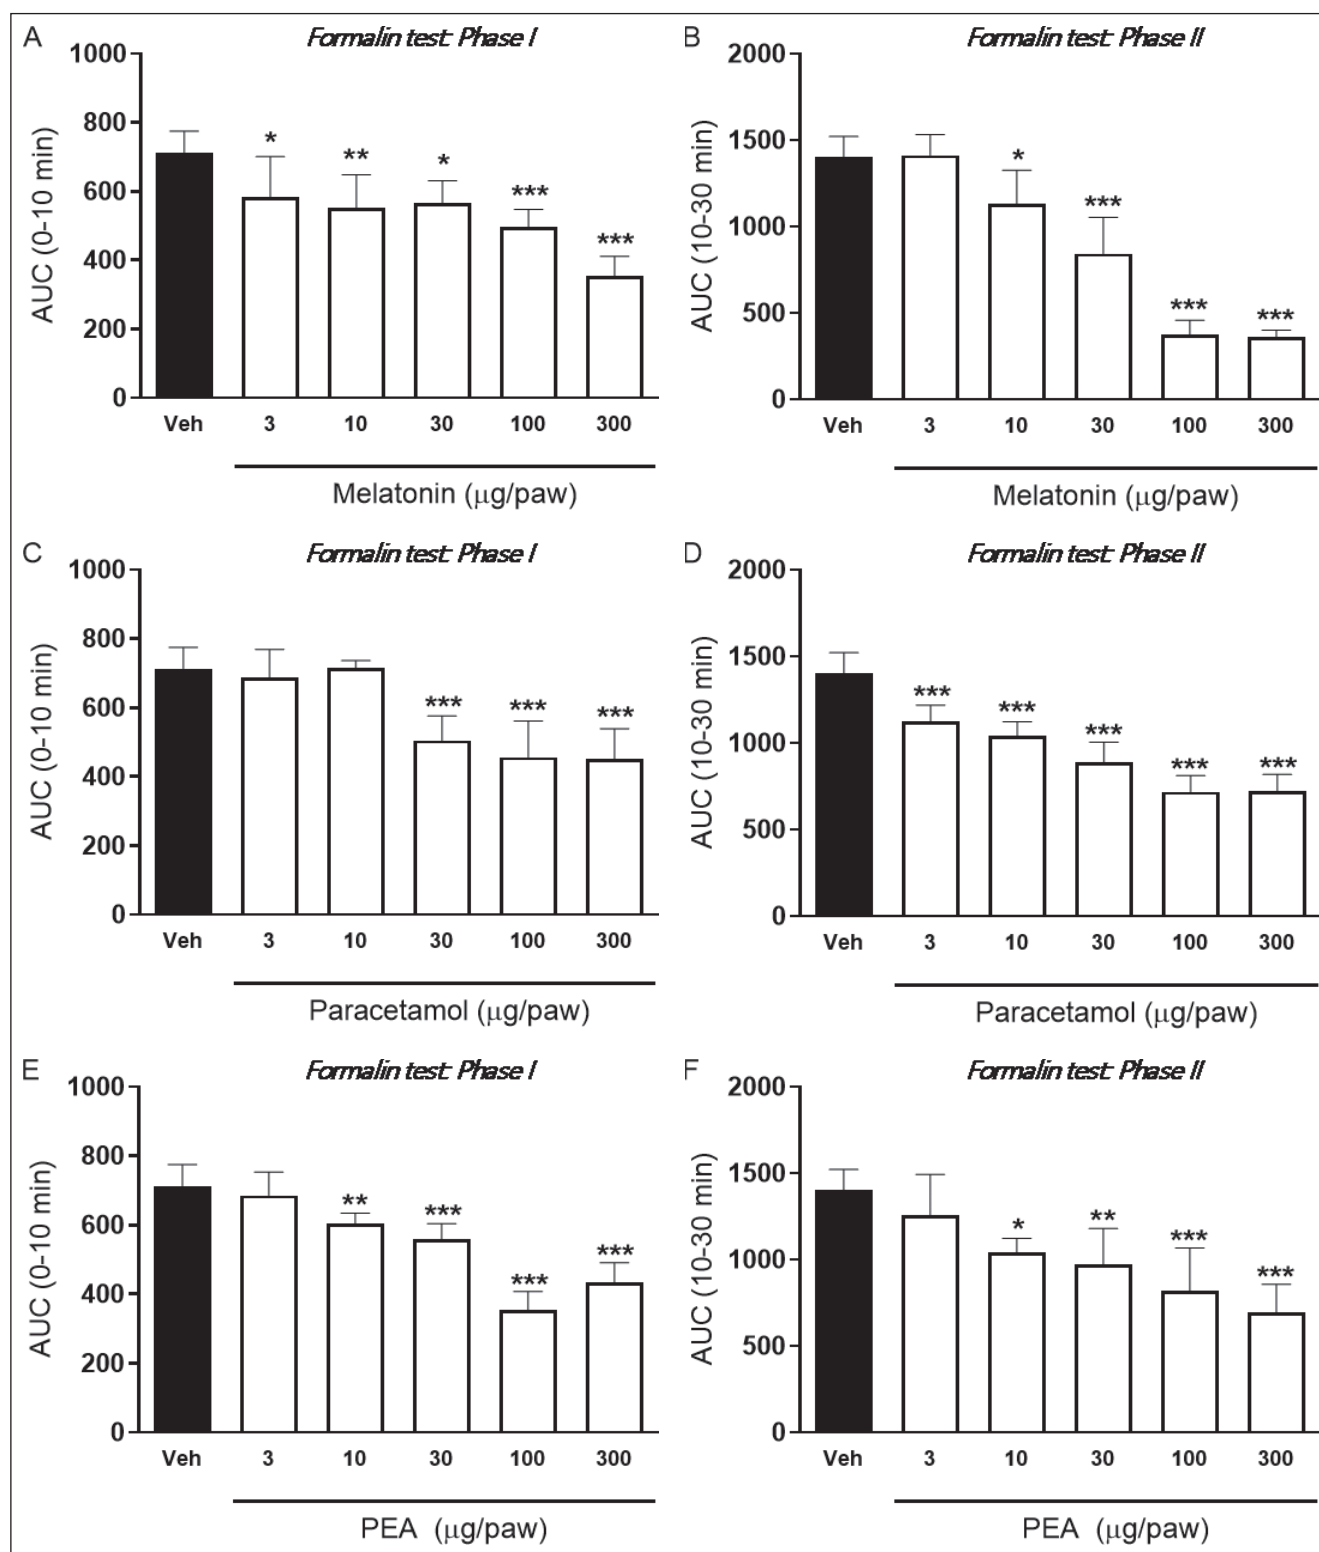 A
Formalin test: Phase I
1000
800
600
400
200
0
AUC (0-10 min)
*
**
*
***
***
Veh 3 10 30 100 300
Melatonin (μg/paw)
B
Formalin test: Phase II
2000
1500
1000
500
0
AUC (10-30 min)
*
***
***
***
Veh 3 10 30 100 300
Melatonin (μg/paw)
C
Formalin test: Phase I
1000
800
600
400
200
0
AUC (0-10 min)
***
***
***
Veh 3 10 30 100 300
Paracetamol (μg/paw)
D
Formalin test: Phase II
2000
1500
1000
500
0
AUC (10-30 min)
***
***
***
***
***
Veh 3 10 30 100 300
Paracetamol (μg/paw)
E
Formalin test: Phase I
1000
800
600
400
200
0
AUC (0-10 min)
**
***
***
***
Veh 3 10 30 100 300
PEA (μg/paw)
F
Formalin test: Phase II
2000
1500
1000
500
0
AUC (10-30 min)
*
**
***
***
Veh 3 10 30 100 300
PEA (μg/paw)